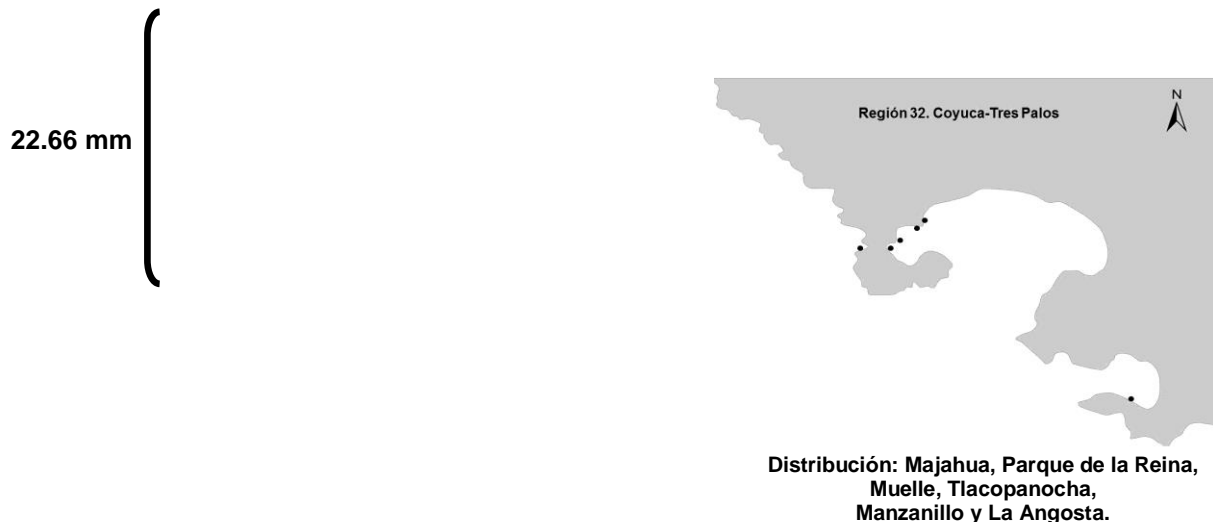 22.66 mm
Región 32. Coyuca-Tres Palos
N
Distribución: Majahua, Parque de la Reina,
Muelle, Tlacopanocha,
Manzanillo y La Angosta.